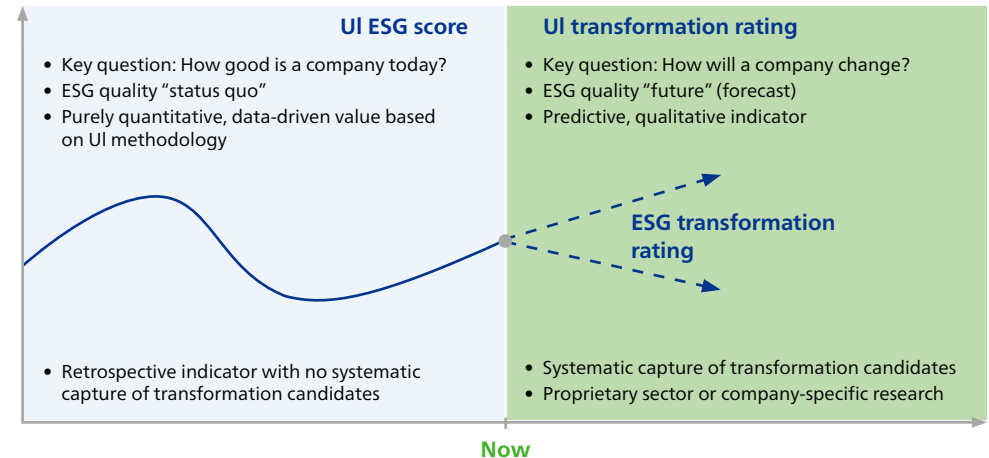 UI ESG score
• Key question: How good is a company today?
• ESG quality “status quo”
• Purely quantitative, data-driven value based
on UI methodology
• Retrospective indicator with no systematic
capture of transformation candidates
UI transformation rating
• Key question: How will a company change?
• ESG quality “future” (forecast)
• Predictive, qualitative indicator
ESG transformation
rating
• Systematic capture of transformation candidates
• Proprietary sector or company-specific research
Now